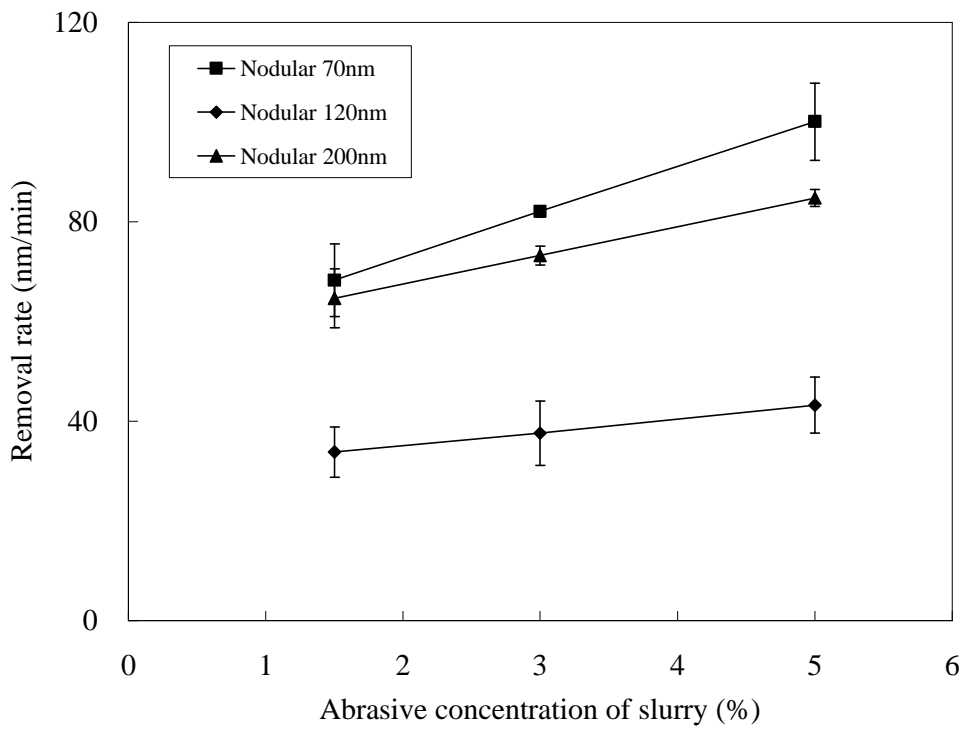 120
Nodular 70nm
Nodular 120nm
Nodular 200nm
80
40
0
Removal rate (nm/min)
0 1 2 3 4 5 6
Abrasive concentration of slurry (%)